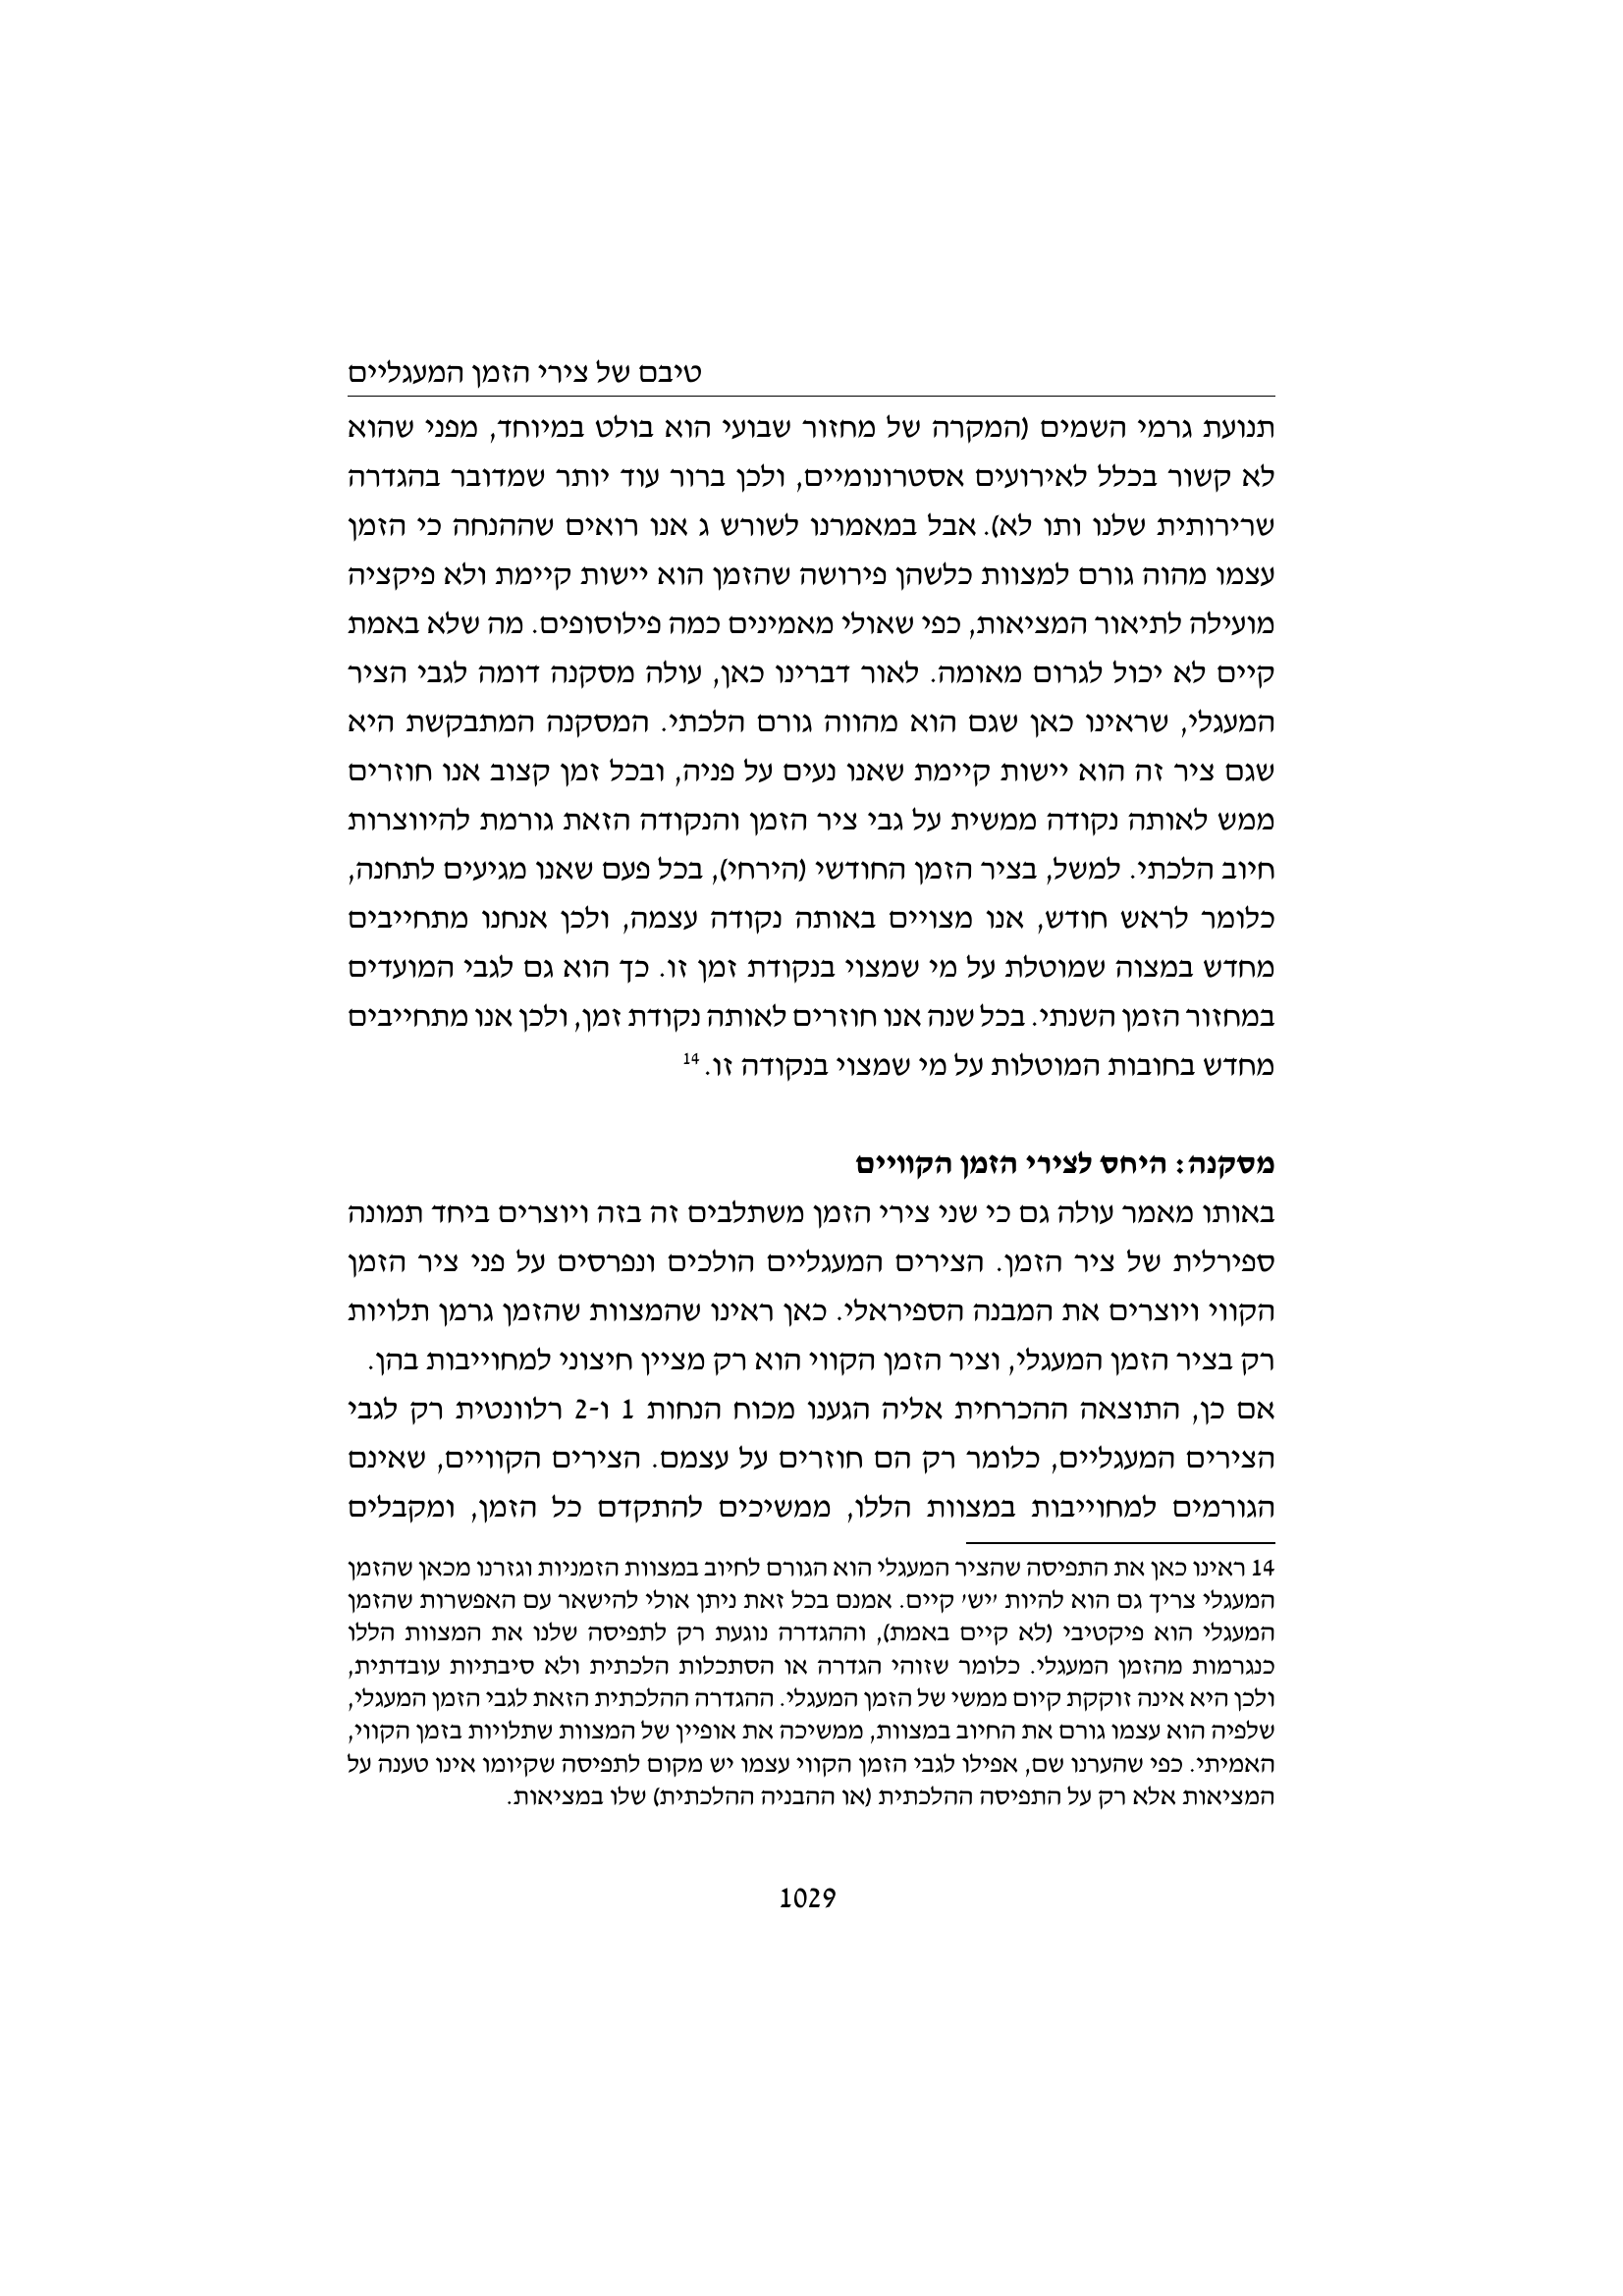 טיבם של צירי הזמן המעגליים
תנועת גרמי השמים (המקרה של מחזור שבועי הוא בולט במיוחד, מפני שהוא
לא קשור בכלל לאירועים אסטרונומיים, ולכן ברור עוד יותר שמדובר בהגדרה
שרירותית שלנו ותו לא). אבל במאמרנו לשורש ג אנו רואים שההנחה כי הזמן
עצמו מהוה גורם למצוות כלשהן פירושה שהזמן הוא יישות קיימת ולא פיקציה
מועילה לתיאור המציאות, כפי שאולי מאמינים כמה פילוסופים. מה שלא באמת
קיים לא יכול לגרום מאומה. לאור דברינו כאן, עולה מסקנה דומה לגבי הציר
המעגלי, שראינו כאן שגם הוא מהווה גורם הלכתי. המסקנה המתבקשת היא
שגם ציר זה הוא יישות קיימת שאנו נעים על פניה, ובכל זמן קצוב אנו חוזרים
ממש לאותה נקודה ממשית על גבי ציר הזמן והנקודה הזאת גורמת להיווצרות
חיוב הלכתי. למשל, בציר הזמן החודשי (הירחי), בכל פעם שאנו מגיעים לתחנה,
כלומר לראש חודש, אנו מצויים באותה נקודה עצמה, ולכן אנחנו מתחייבים
מחדש במצוה שמוטלת על מי שמצוי בנקודת זמן זו. כך הוא גם לגבי המועדים
במחזור הזמן השנתי. בכל שנה אנו חוזרים לאותה נקודת זמן, ולכן אנו מתחייבים
מחדש בחובות המוטלות על מי שמצוי בנקודה זו.14
מסקנה: היחס לצירי הזמן הקוויים
באותו מאמר עולה גם כי שני צירי הזמן משתלבים זה בזה ויוצרים ביחד תמונה
ספירלית של ציר הזמן. הצירים המעגליים הולכים ונפרסים על פני ציר הזמן
הקווי ויוצרים את המבנה הספיראלי. כאן ראינו שהמצוות שהזמן גרמן תלויות
רק בציר הזמן המעגלי, וציר הזמן הקווי הוא רק מציין חיצוני למחוייבות בהן.
אם כן, התוצאה ההכרחית אליה הגענו מכוח הנחות 1 ו-2 רלוונטית רק לגבי
הצירים המעגליים, כלומר רק הם חוזרים על עצמם. הצירים הקוויים, שאינם
הגורמים למחוייבות במצוות הללו, ממשיכים להתקדם כל הזמן, ומקבלים
14 ראינו כאן את התפיסה שהציר המעגלי הוא הגורם לחיוב במצוות הזמניות וגזרנו מכאן שהזמן
המעגלי צריך גם הוא להיות 'יש' קיים. אמנם בכל זאת ניתן אולי להישאר עם האפשרות שהזמן
המעגלי הוא פיקטיבי (לא קיים באמת), וההגדרה נוגעת רק לתפיסה שלנו את המצוות הללו
כנגרמות מהזמן המעגלי. כלומר שזוהי הגדרה או הסתכלות הלכתית ולא סיבתיות עובדתית,
ולכן היא אינה זוקקת קיום ממשי של הזמן המעגלי. ההגדרה ההלכתית הזאת לגבי הזמן המעגלי,
שלפיה הוא עצמו גורם את החיוב במצוות, ממשיכה את אופיין של המצוות שתלויות בזמן הקווי,
האמיתי. כפי שהערנו שם, אפילו לגבי הזמן הקווי עצמו יש מקום לתפיסה שקיומו אינו טענה על
המציאות אלא רק על התפיסה ההלכתית (או ההבניה ההלכתית) שלו במציאות.
1029